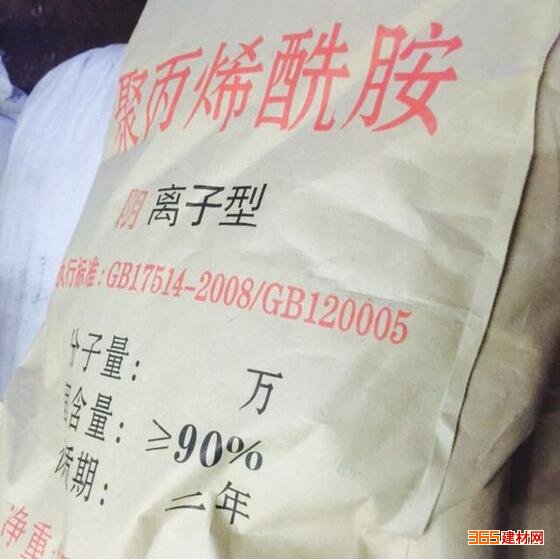 聚丙烯酰胺
阴 离子型
执行标准：GB17514-2008/GB120005
分子量： 万
固含量：≥90%
质期： 二年
净重：
365建材网